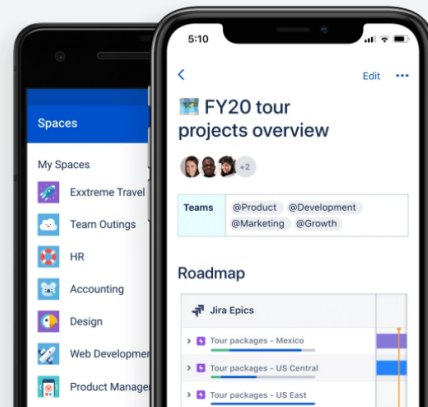 Spaces
My Spaces
Exxtreme Travel
Team Outings
HR
Accounting
Design
Web
Product
5:10
Edit
FY20 tour
projects overview
+2
Teams
@Product @Development
@Marketing @Growth
Roadmap
Jira Epics
Tour packages - Mexico
Tour packages - US Central
Tour packages - US East